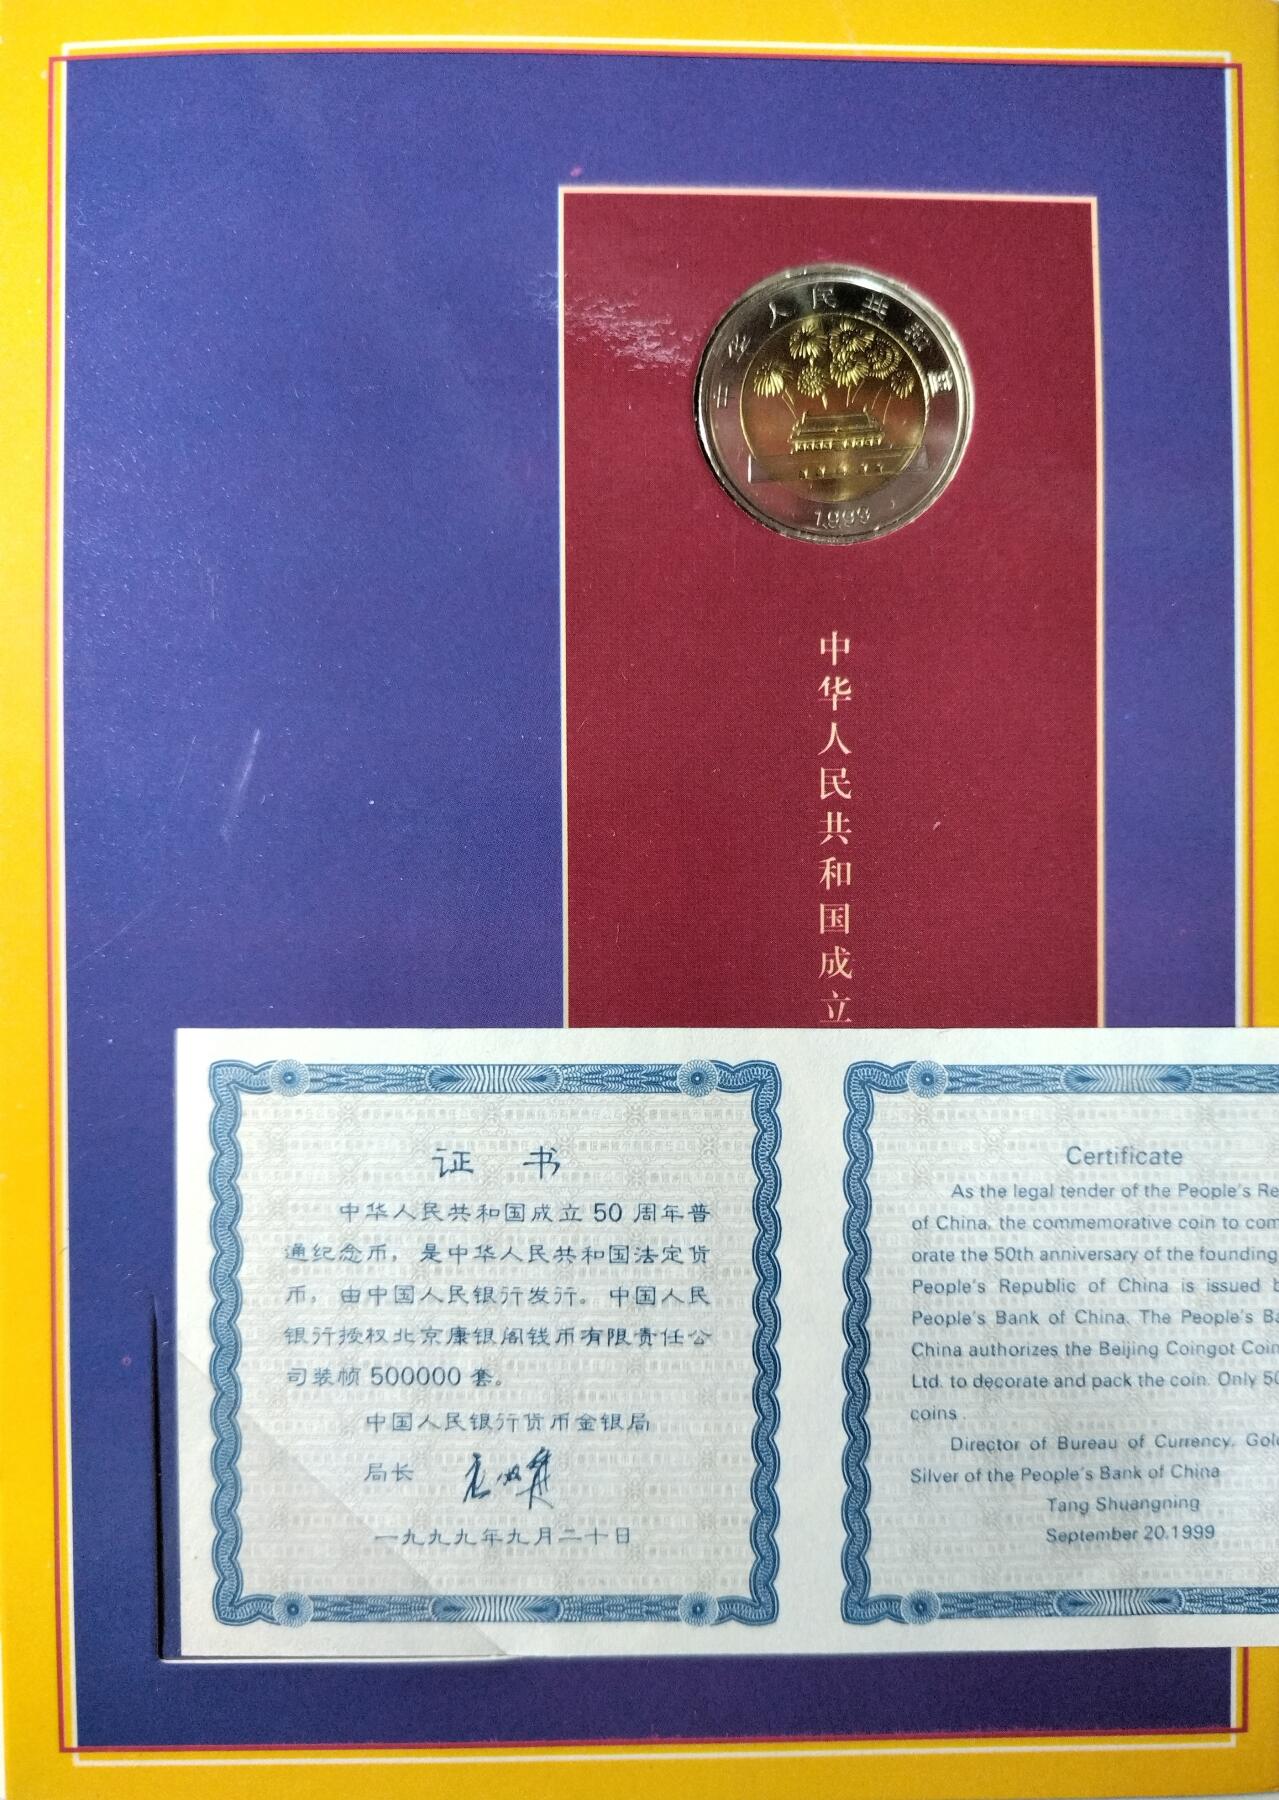 中华人民共和国
1999
中华人民共和国成立
证 书
中华人民共和国成立 50 周年普
通纪念币，是中华人民共和国法定货
币，由中国人民银行发行。中国人民
银行授权北京康银阁钱币有限责任公
司装帧 500000 套。
中国人民银行货币金银局
局长
一九九九年九月二十日
Certificate
As the legal tender of the People's Re
of China, the commemorative coin to com
orate the 50th anniversary of the founding
People's Republic of China is issued b
People's Bank of China. The People's Ba
China authorizes the Beijing Coingot Coin
Ltd. to decorate and pack the coin. Only 50
coins .
Director of Bureau of Currency, Gold
Silver of the People's Bank of China
Tang Shuangning
September 20.1999